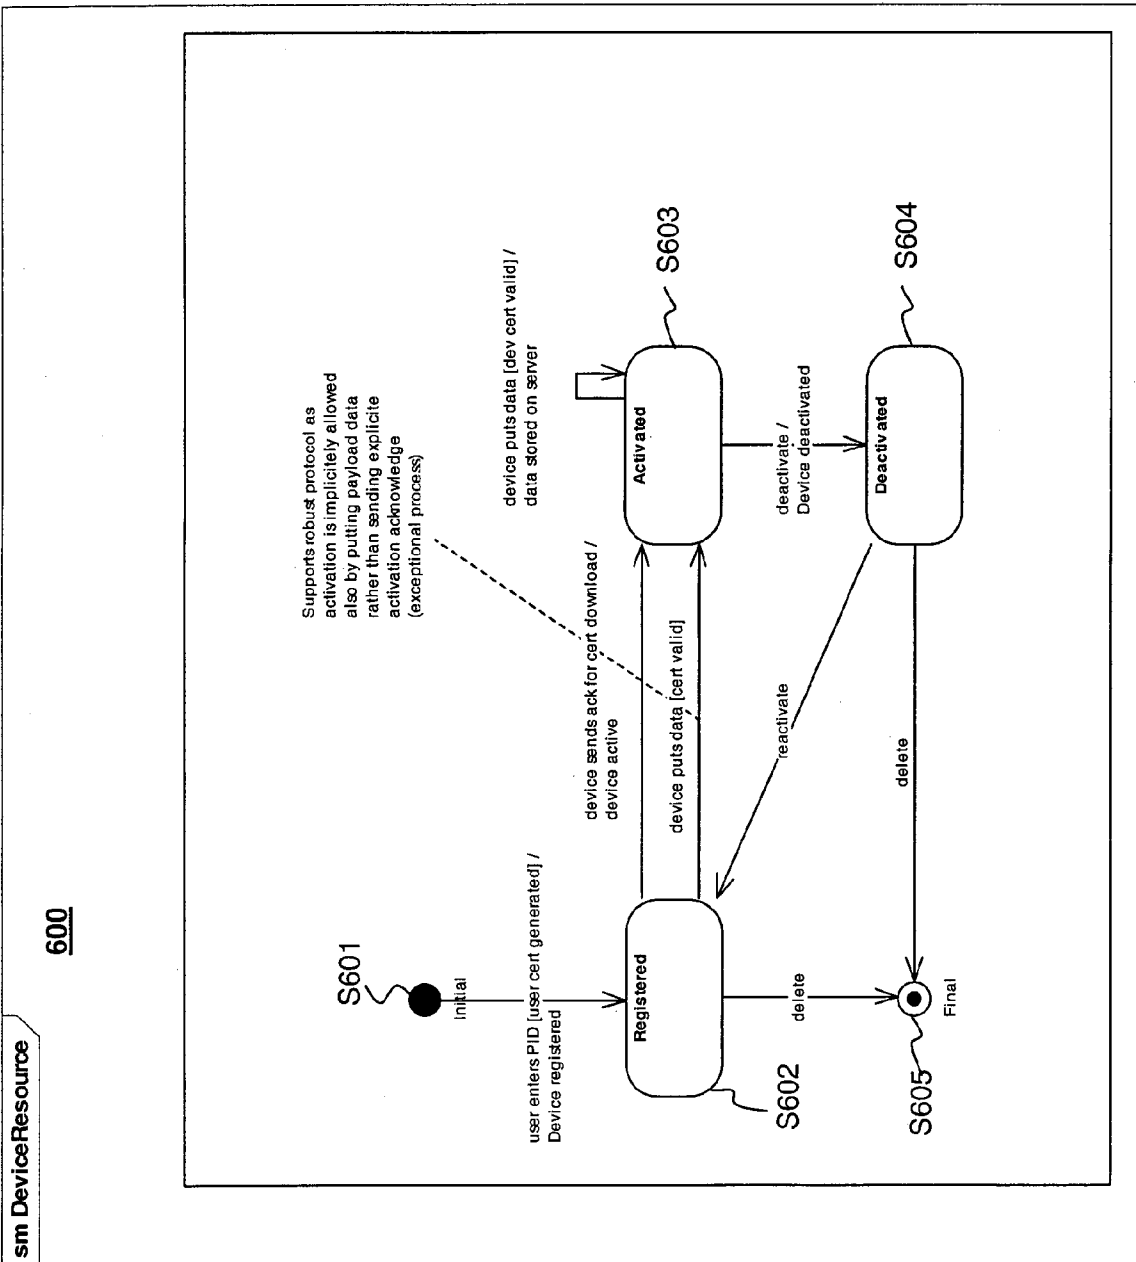 sm DeviceResource
600
S601
Initial
user enters PID [user cert generated] /
Device registered
Supports robust protocol as
activation is implicitely allowed
also by putting payload data
rather than sending explicite
activation acknowledge
(exceptional process)
device puts data [dev cert valid] /
data stored on server
device sends ack for cert download /
device active
Registered
S602
device puts data [cert valid]
Activated
S603
reactivate
deactivate /
Device deactivated
delete
delete
Deactivated
S604
Final
S605